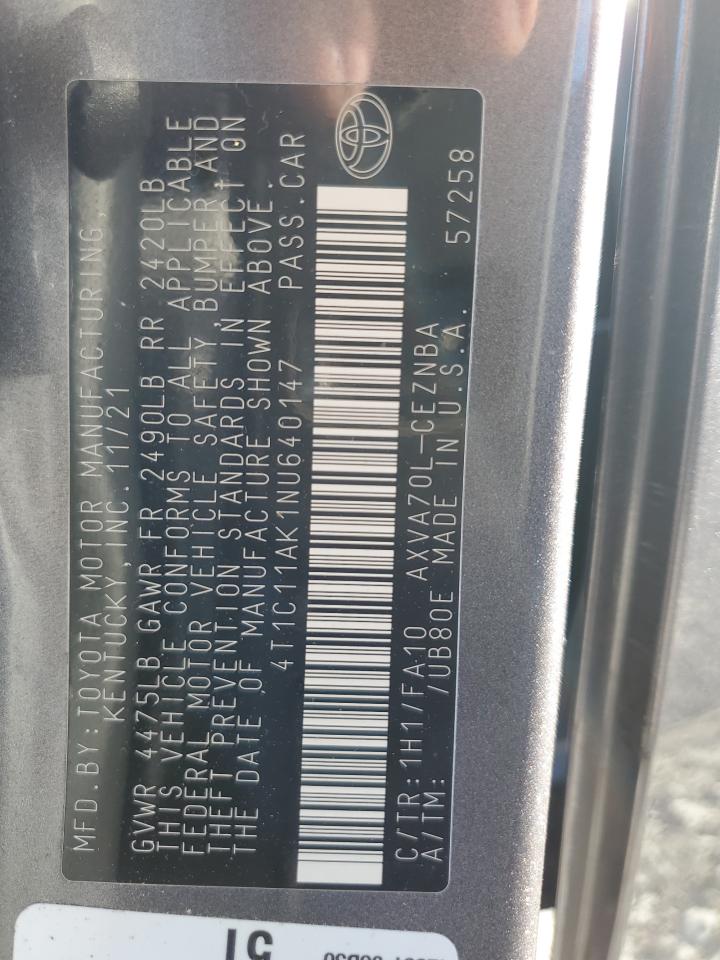 MFD.BY:TOYOTA MOTOR MANUFACTURING,
KENTUCKY,INC.11/21
GVWR 4475LB GAWR FR 2490LB RR 2420LB
THIS VEHICLE CONFORMS TO ALL APPLICABLE
FEDERAL MOTOR VEHICLE SAFETY,BUMPER,AND
THEFT PREVENTION STANDARDS IN EFFECT ON
THE DATE OF MANUFACTURE SHOWN ABOVE.
4T1C11AK1NU640147 PASS.CAR
C/TR:1H1/FA10 AXVA70L-CEZNBA
A/TM: /UB80E MADE IN U.S.A. 57258
51